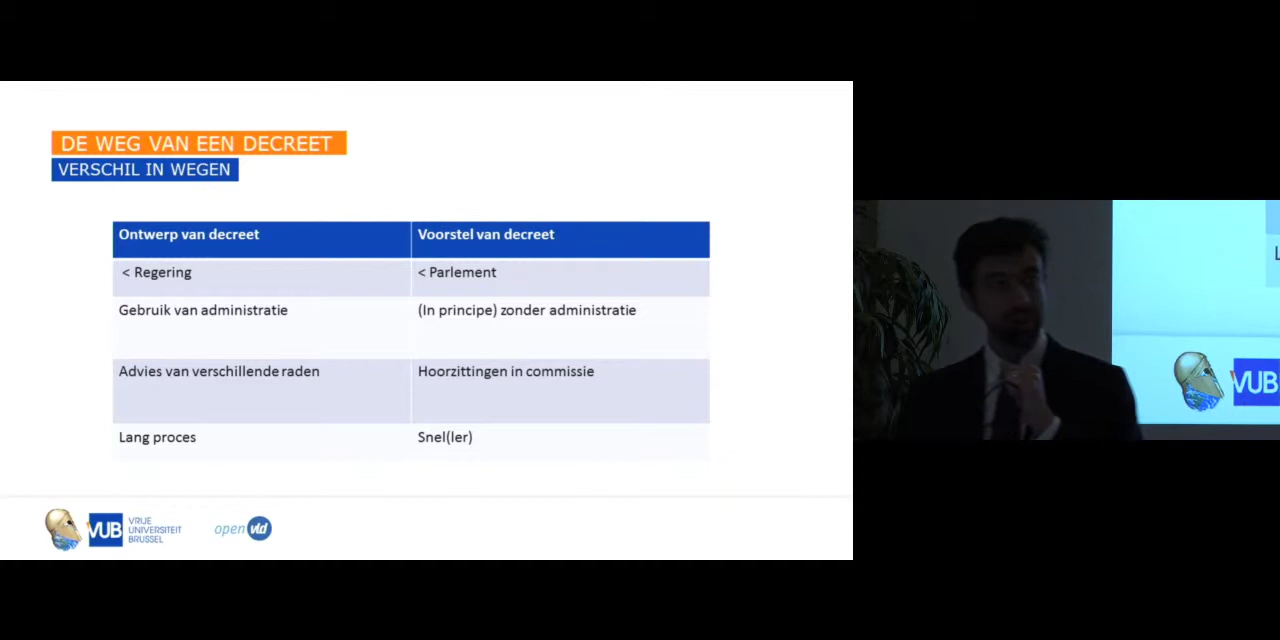 DE WEG VAN EEN DECREET
VERSCHIL IN WEGEN
Ontwerp van decreet
Voorstel van decreet
< Regering
< Parlement
Gebruik van administratie
(In principe) zonder administratie
Advies van verschillende raden
Hoorzittingen in commissie
Lang proces
Snel(ler)
VUB
VRIJE
UNIVERSITEIT
BRUSSEL
open vld
L
VUB